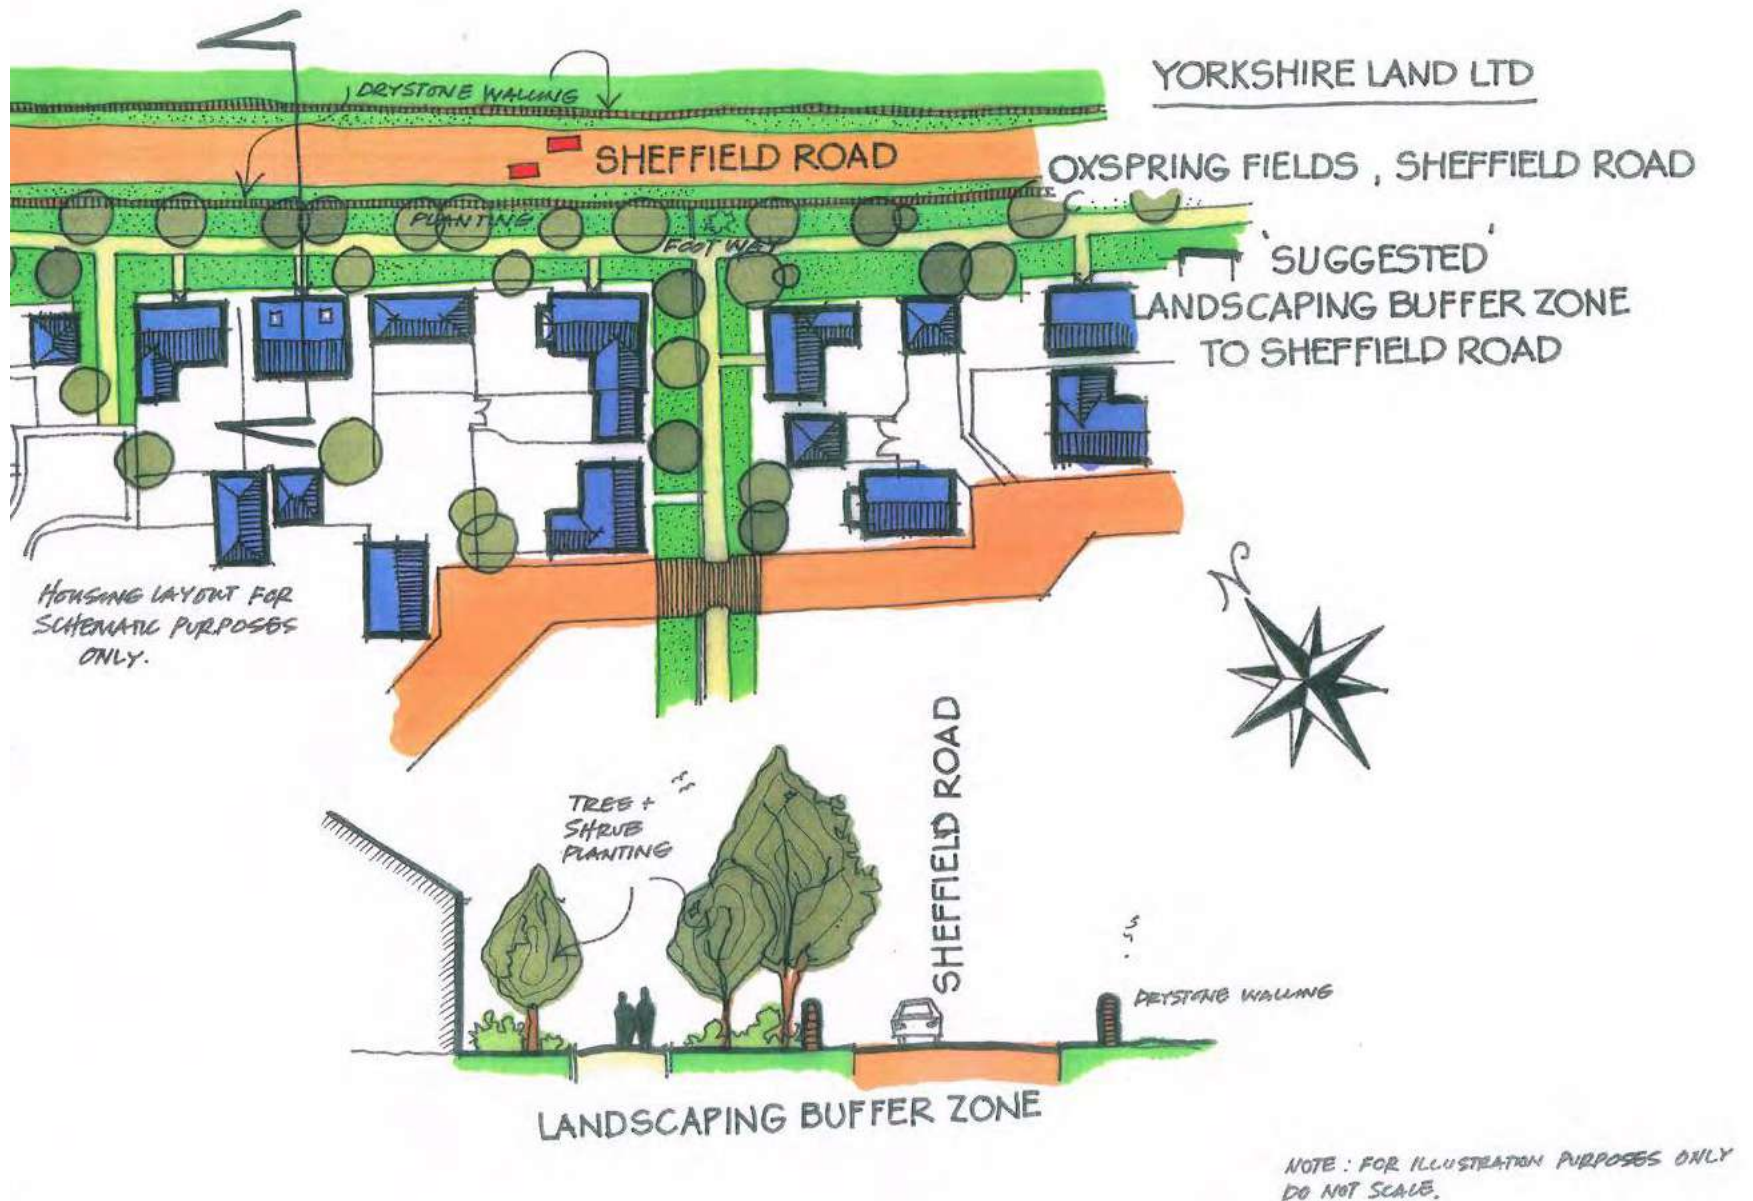 YORKSHIRE LAND LTD
DRYSTONE WALLING
SHEFFIELD ROAD
OXSPRING FIELDS, SHEFFIELD ROAD
PLANTING
FOOTWAY
'SUGGESTED'
LANDSCAPING BUFFER ZONE
TO SHEFFIELD ROAD
HOUSING LAYOUT FOR
SCHEMATIC PURPOSES
ONLY.
N
TREE +
SHRUB
PLANTING
SHEFFIELD ROAD
DRYSTONE WALLING
LANDSCAPING BUFFER ZONE
NOTE: FOR ILLUSTRATION PURPOSES ONLY
DO NOT SCALE.